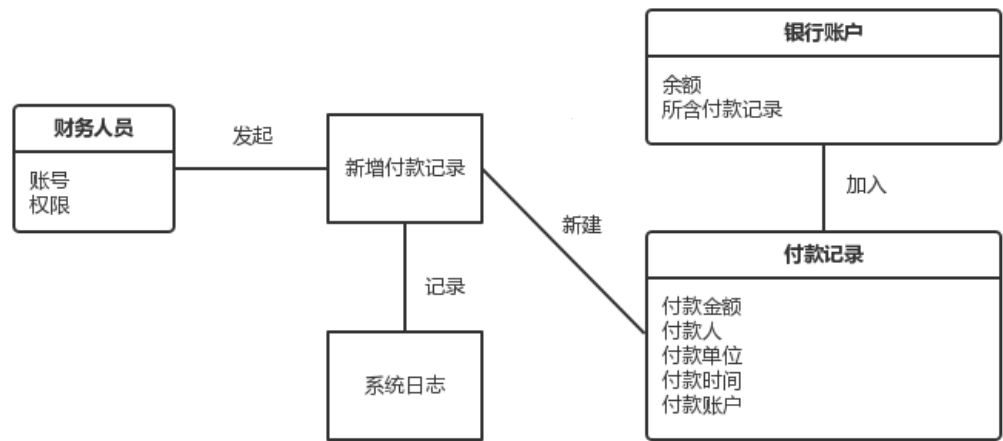 银行账户
余额
所含付款记录
财务人员
账号
权限
发起
新增付款记录
加入
新建
付款记录
付款金额
付款人
付款单位
付款时间
付款账户
记录
系统日志